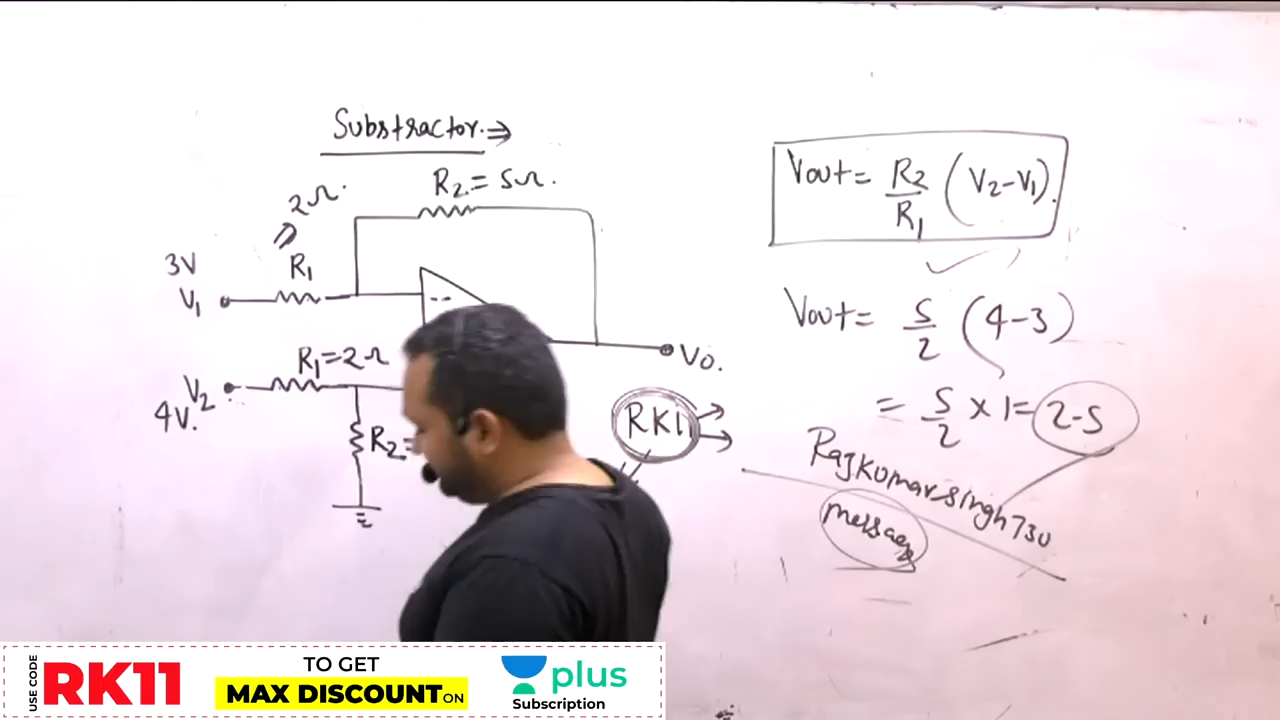 Substractor. ⇒
R2 = 5Ω.
2Ω.
3V
R1
V1
R1=2Ω
V2
4V.
R2=
Vo.
RK11
Vout = R2/R1 (V2-V1).
Vout = 5/2 (4-3)
= 5/2 × 1 = 2.5
Rajkumarsingh730
message
USE CODE
RK11
TO GET
MAX DISCOUNT ON
plus
Subscription